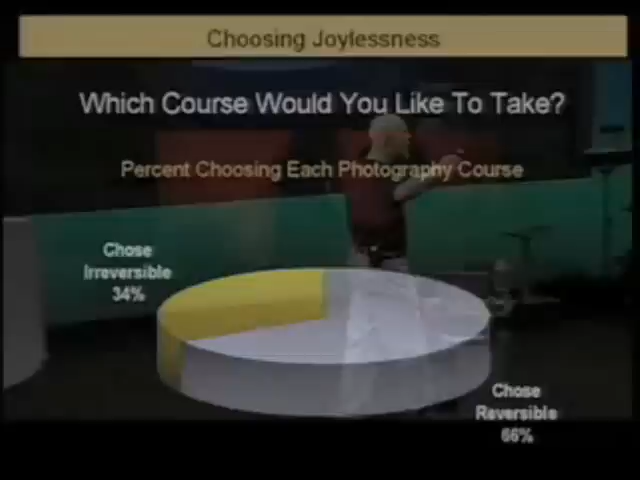 Choosing Joylessness
Which Course Would You Like To Take?
Percent Choosing Each Photography Course
Chose
Irreversible
34%
Chose
Reversible
66%